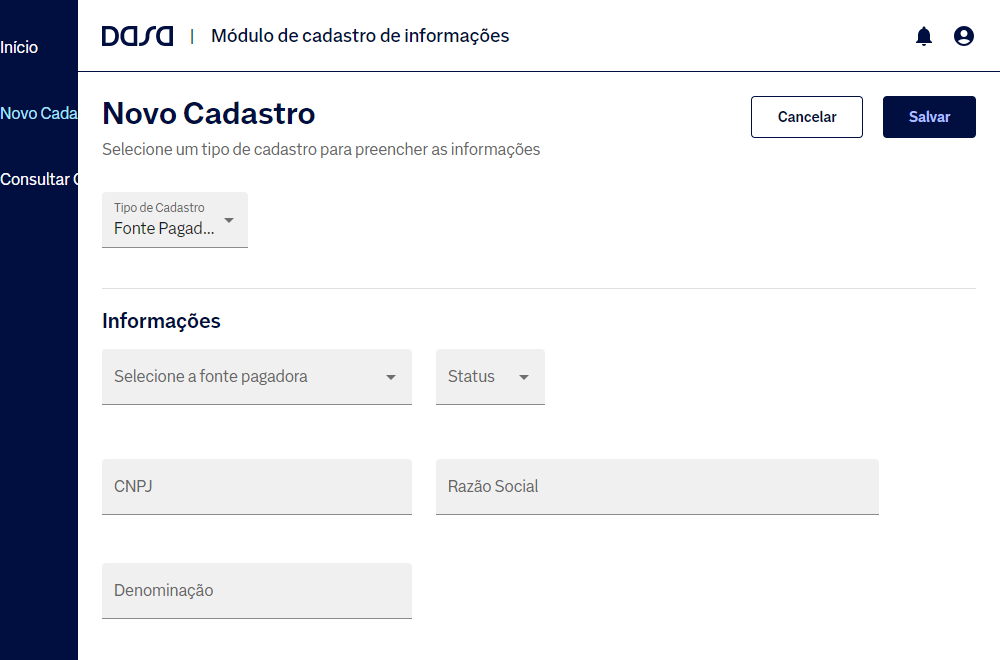 Início
Novo Cada
Consultar
DASA | Módulo de cadastro de informações
Novo Cadastro
Selecione um tipo de cadastro para preencher as informações
Cancelar
Salvar
Tipo de Cadastro
Fonte Pagad...
Informações
Selecione a fonte pagadora
Status
CNPJ
Razão Social
Denominação